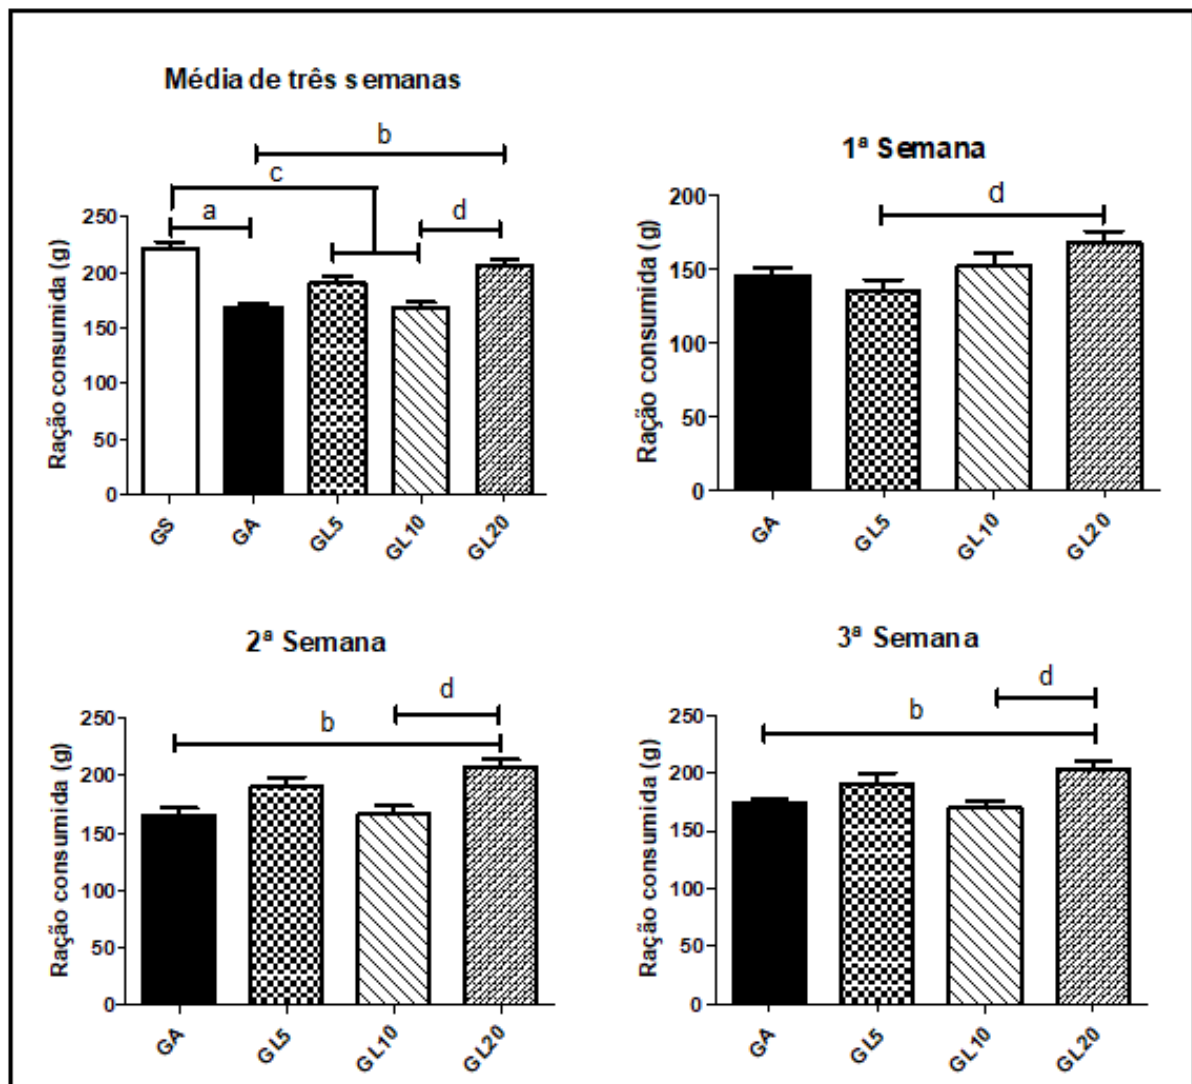 Média de três semanas
b
c
a
d
Ração consumida (g)
250
200
150
100
50
0
GS
GA
GL5
GL10
GL20
1ª Semana
d
Ração consumida (g)
200
150
100
50
0
GA
GL5
GL10
GL20
2ª Semana
d
b
Ração consumida (g)
250
200
150
100
50
0
GA
GL5
GL10
GL20
3ª Semana
d
b
Ração consumida (g)
250
200
150
100
50
0
GA
GL5
GL10
GL20